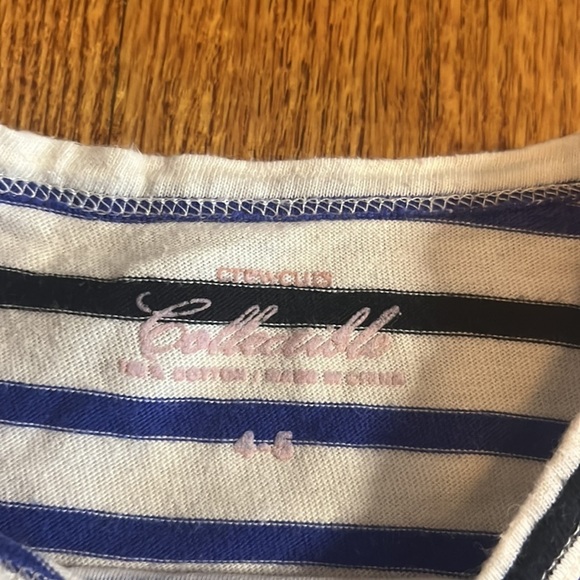 crewcuts
Collectible
100% COTTON / MADE IN CHINA
4-5